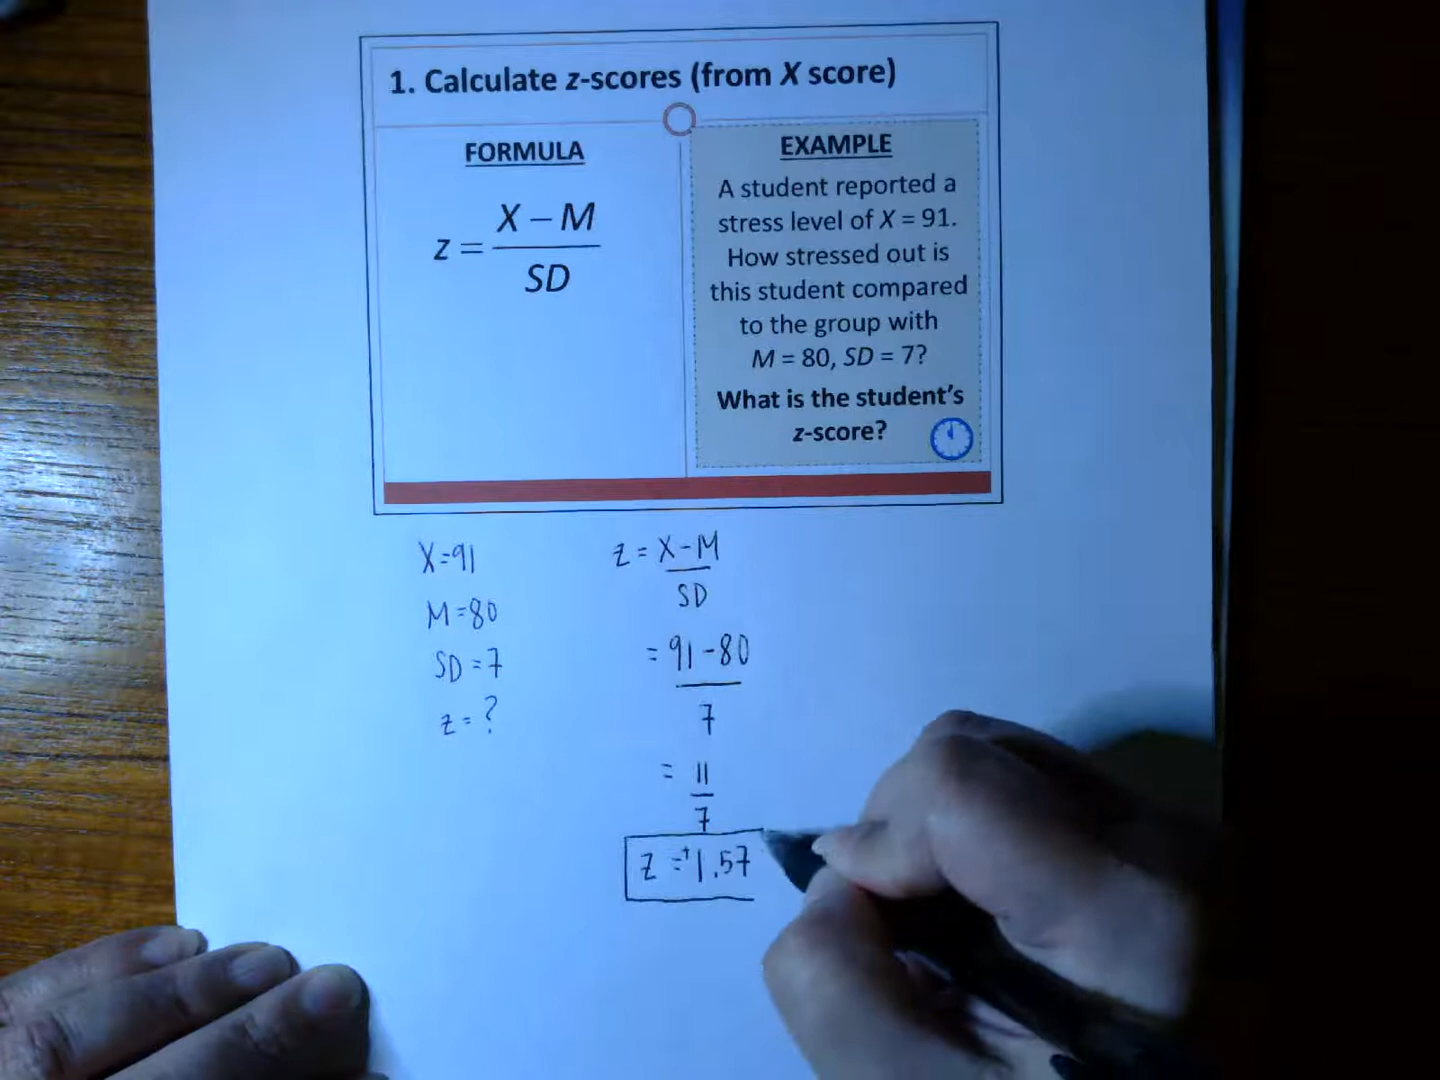 1. Calculate z-scores (from X score)
FORMULA
z = X – M
SD
EXAMPLE
A student reported a
stress level of X = 91.
How stressed out is
this student compared
to the group with
M = 80, SD = 7?
What is the student's
z-score?
X=91
M=80
SD=7
z=?
z = X-M
SD
= 91-80
7
= 11
7
z =+1.57